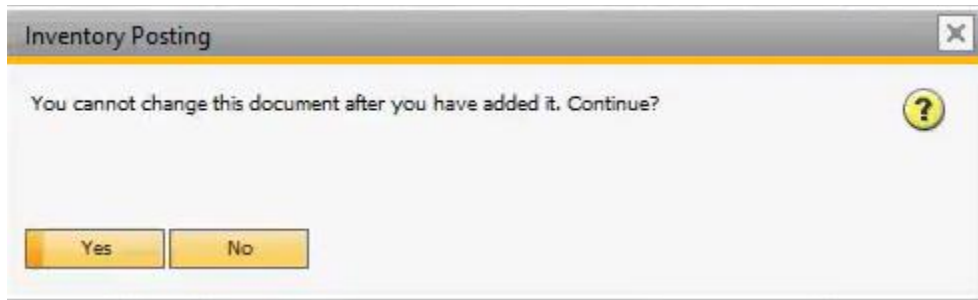 Inventory Posting
You cannot change this document after you have added it. Continue?
?
Yes No